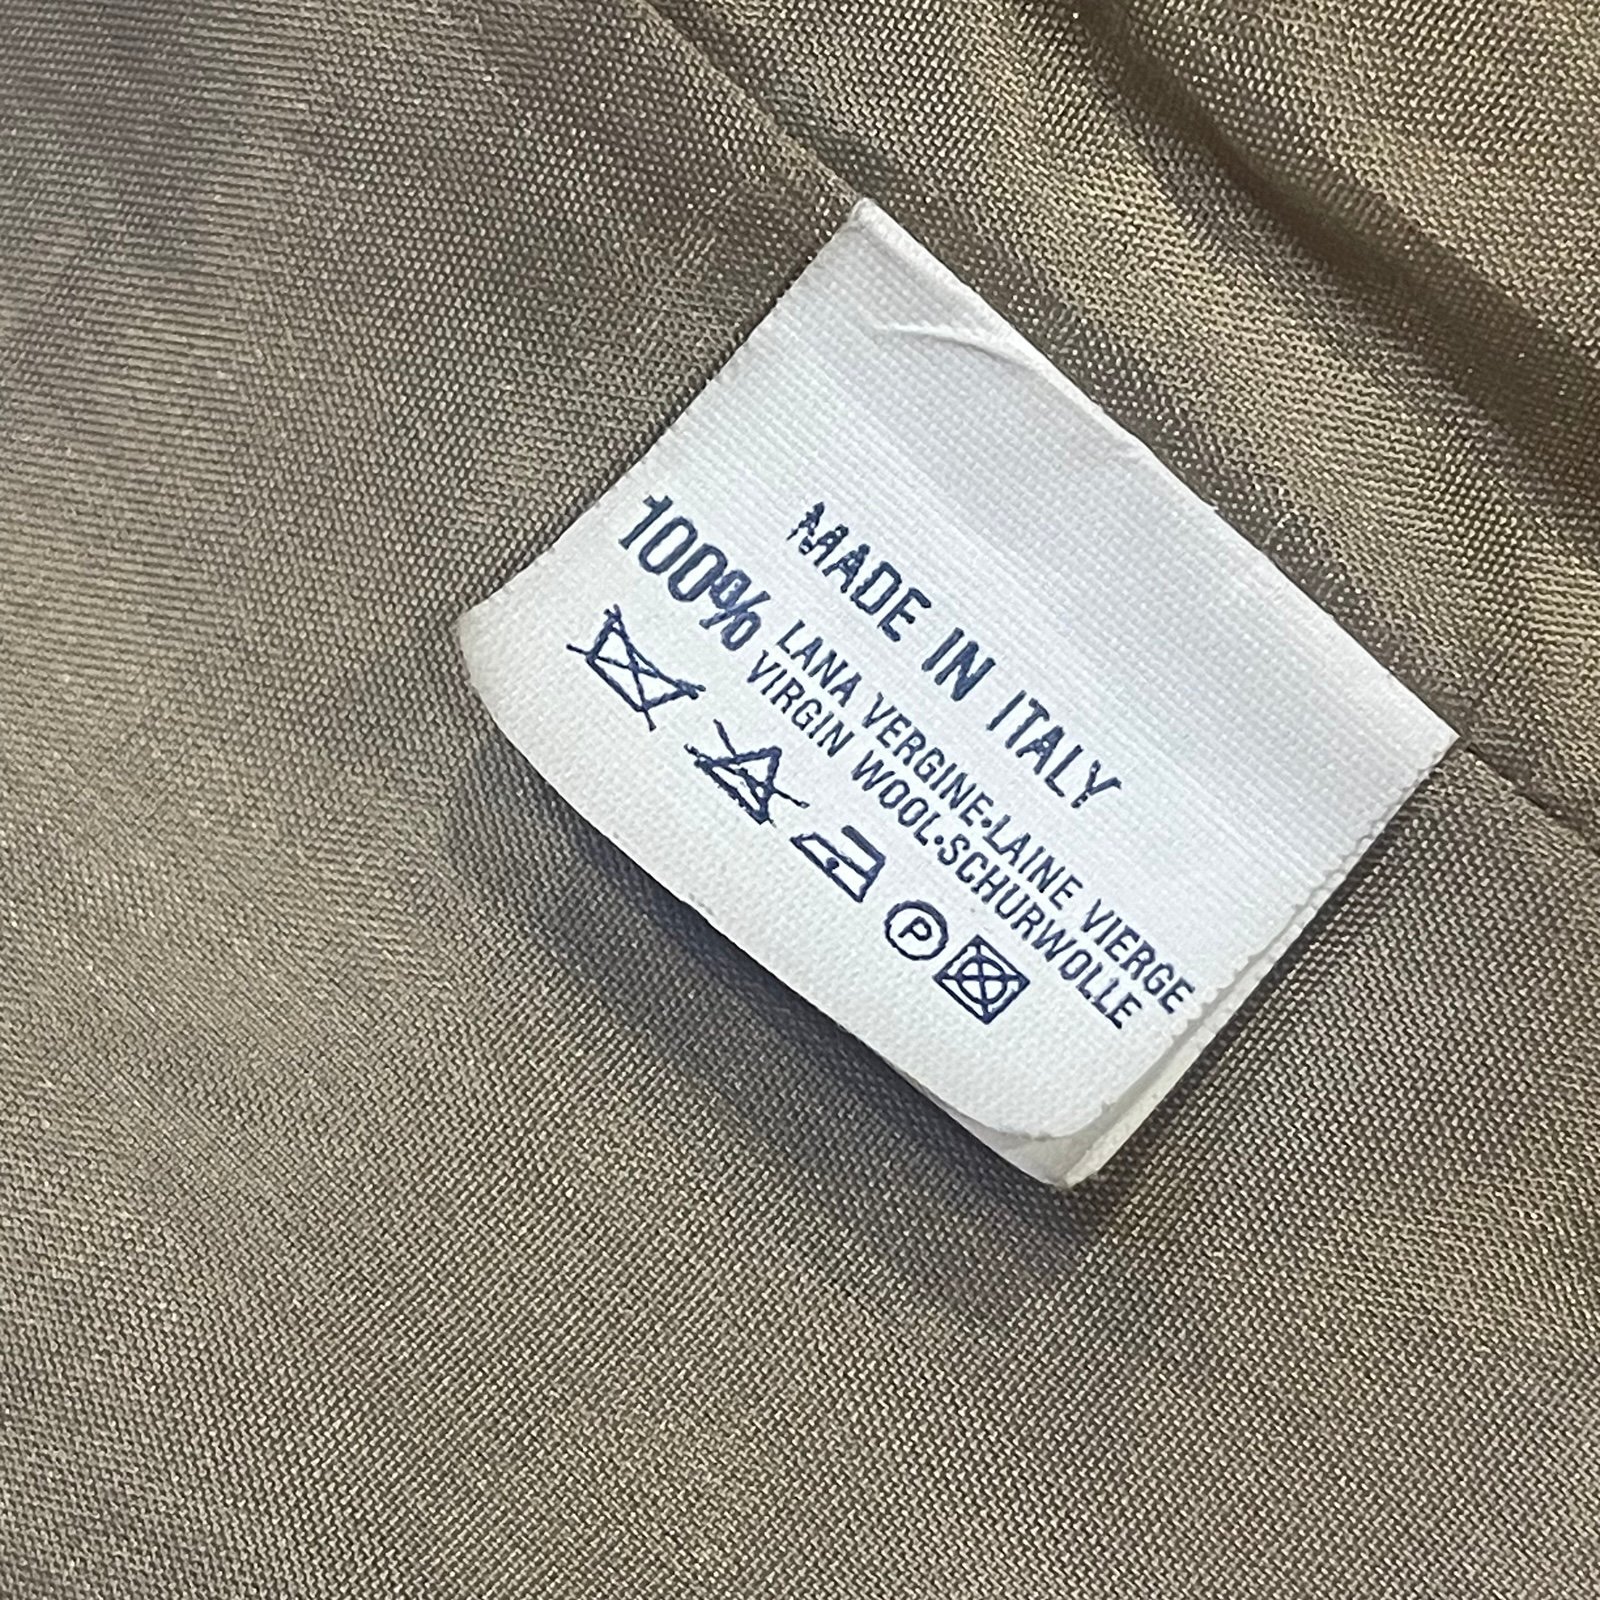 MADE IN ITALY
100% LANA VERGINE•LAINE VIERGE
VIRGIN WOOL•SCHURWOLLE
P